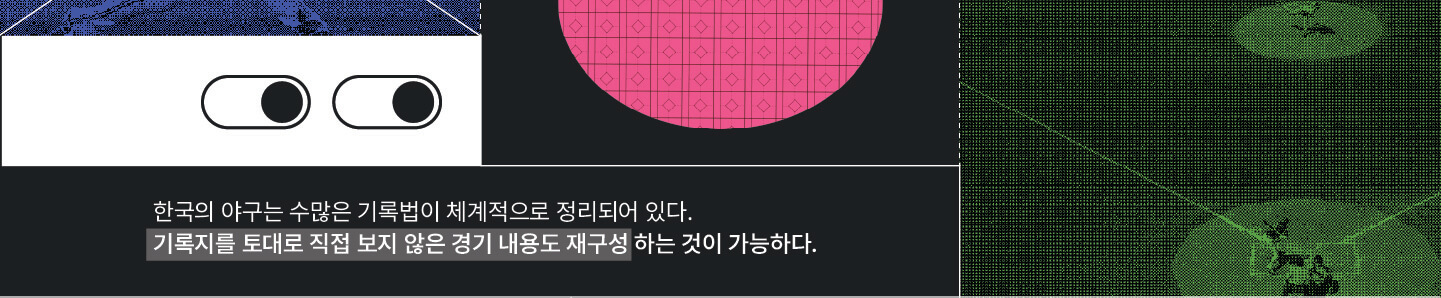 한국의 야구는 수많은 기록법이 체계적으로 정리되어 있다.
기록지를 토대로 직접 보지 않은 경기 내용도 재구성하는 것이 가능하다.